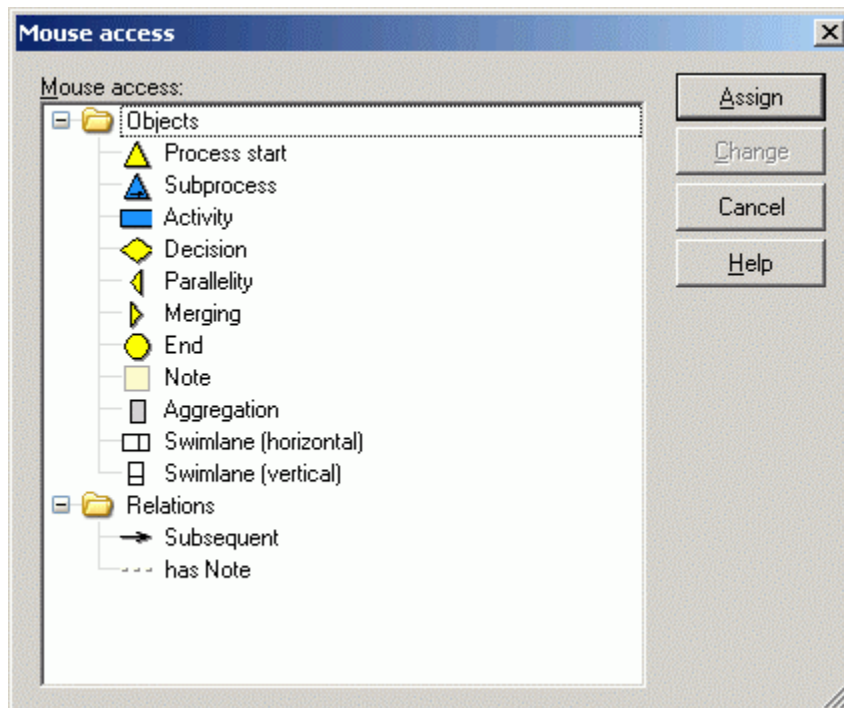 Mouse access
Mouse access:
Objects
Process start
Subprocess
Activity
Decision
Parallelity
Merging
End
Note
Aggregation
Swimlane (horizontal)
Swimlane (vertical)
Relations
Subsequent
has Note
Assign
Change
Cancel
Help